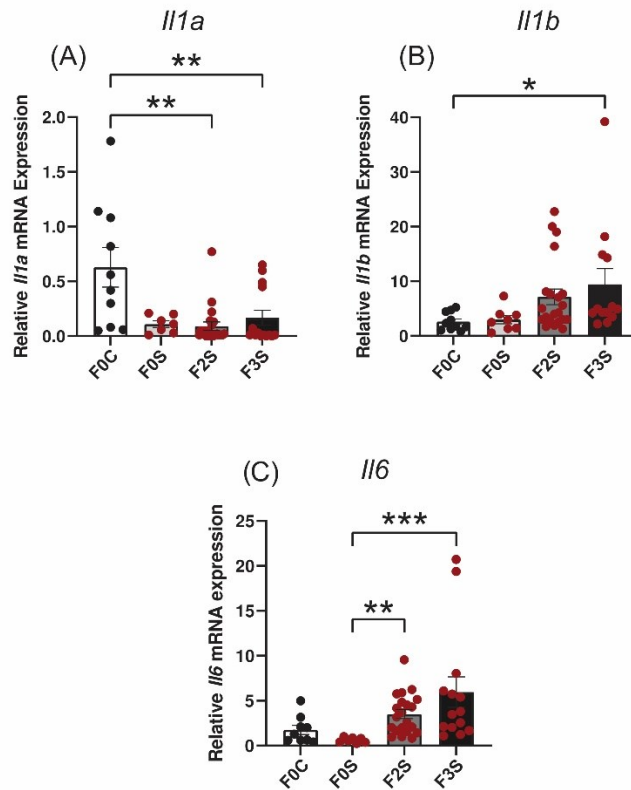 Il1a
(A)
**
**
Relative Il1a mRNA Expression
2.0
1.5
1.0
0.5
0.0
F0C F0S F2S F3S
Il1b
(B)
*
Relative Il1b mRNA Expression
40
30
20
10
0
F0C F0S F2S F3S
(C) Il6
***
**
Relative Il6 mRNA expression
25
20
15
10
5
0
F0C F0S F2S F3S